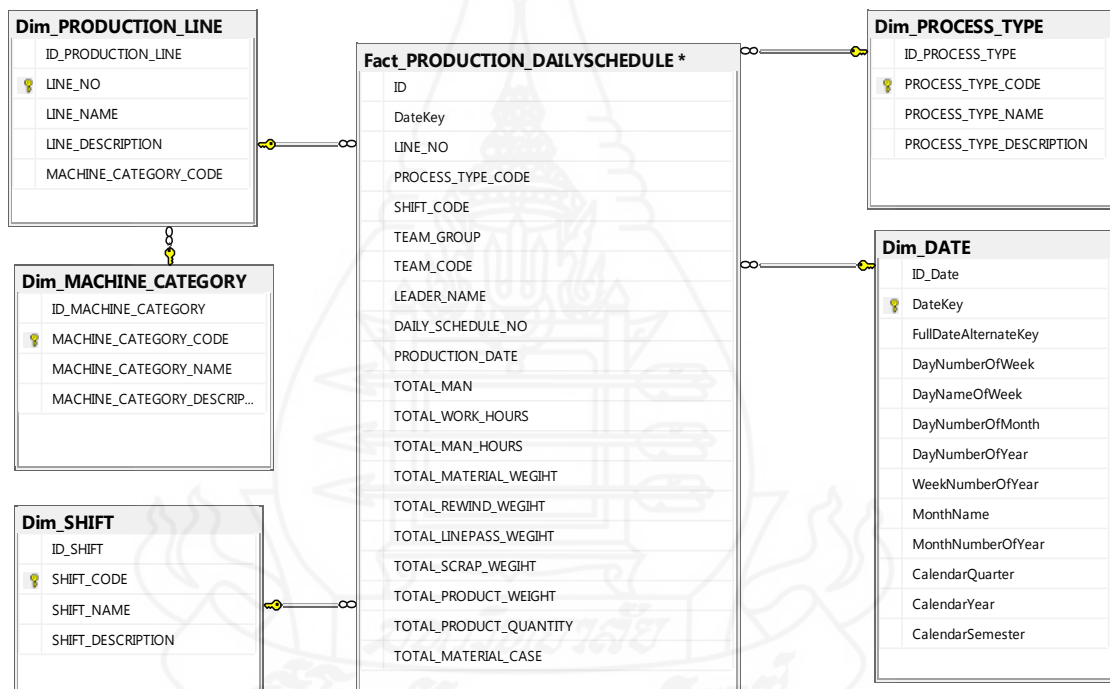 Dim_PRODUCTION_LINE
ID_PRODUCTION_LINE
LINE_NO
LINE_NAME
LINE_DESCRIPTION
MACHINE_CATEGORY_CODE
Dim_MACHINE_CATEGORY
ID_MACHINE_CATEGORY
MACHINE_CATEGORY_CODE
MACHINE_CATEGORY_NAME
MACHINE_CATEGORY_DESCRIP...
Dim_SHIFT
ID_SHIFT
SHIFT_CODE
SHIFT_NAME
SHIFT_DESCRIPTION
Fact_PRODUCTION_DAILYSCHEDULE *
ID
DateKey
LINE_NO
PROCESS_TYPE_CODE
SHIFT_CODE
TEAM_GROUP
TEAM_CODE
LEADER_NAME
DAILY_SCHEDULE_NO
PRODUCTION_DATE
TOTAL_MAN
TOTAL_WORK_HOURS
TOTAL_MAN_HOURS
TOTAL_MATERIAL_WEGIHT
TOTAL_REWIND_WEGIHT
TOTAL_LINEPASS_WEGIHT
TOTAL_SCRAP_WEGIHT
TOTAL_PRODUCT_WEIGHT
TOTAL_PRODUCT_QUANTITY
TOTAL_MATERIAL_CASE
Dim_PROCESS_TYPE
ID_PROCESS_TYPE
PROCESS_TYPE_CODE
PROCESS_TYPE_NAME
PROCESS_TYPE_DESCRIPTION
Dim_DATE
ID_Date
DateKey
FullDateAlternateKey
DayNumberOfWeek
DayNameOfWeek
DayNumberOfMonth
DayNumberOfYear
WeekNumberOfYear
MonthName
MonthNumberOfYear
CalendarQuarter
CalendarYear
CalendarSemester